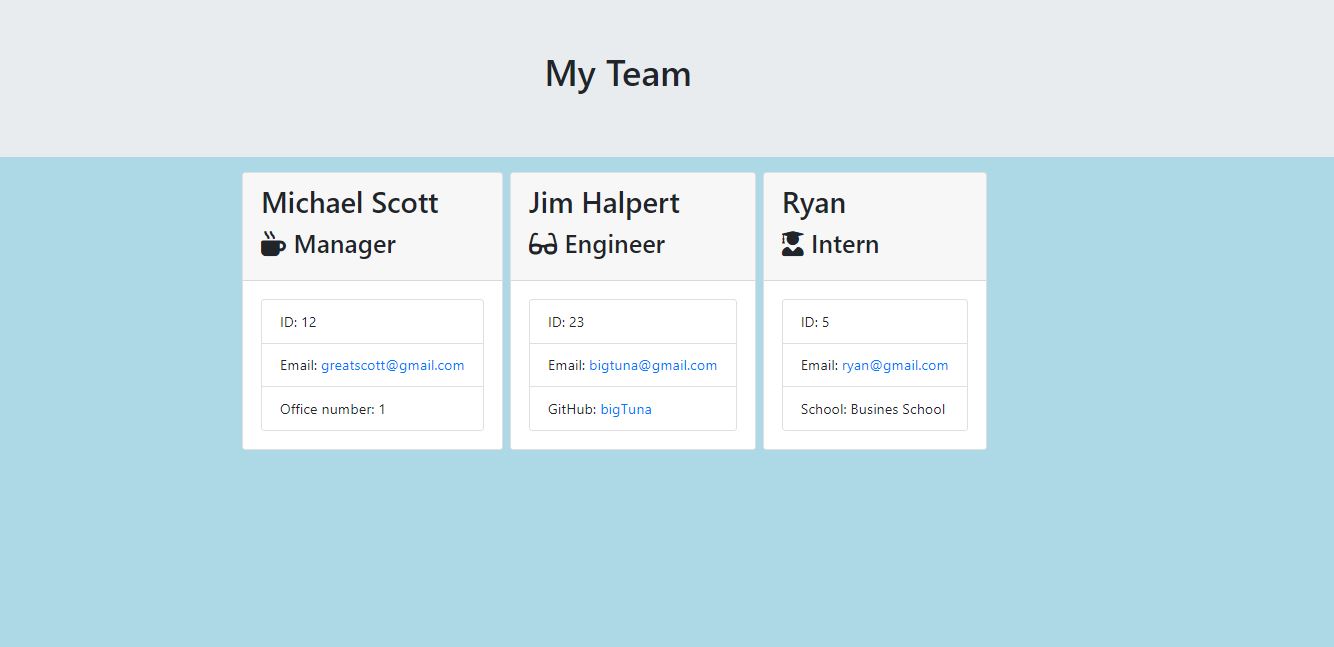 My Team
Michael Scott
Manager
ID: 12
Email: greatscott@gmail.com
Office number: 1
Jim Halpert
Engineer
ID: 23
Email: bigtuna@gmail.com
GitHub: bigTuna
Ryan
Intern
ID: 5
Email: ryan@gmail.com
School: Busines School